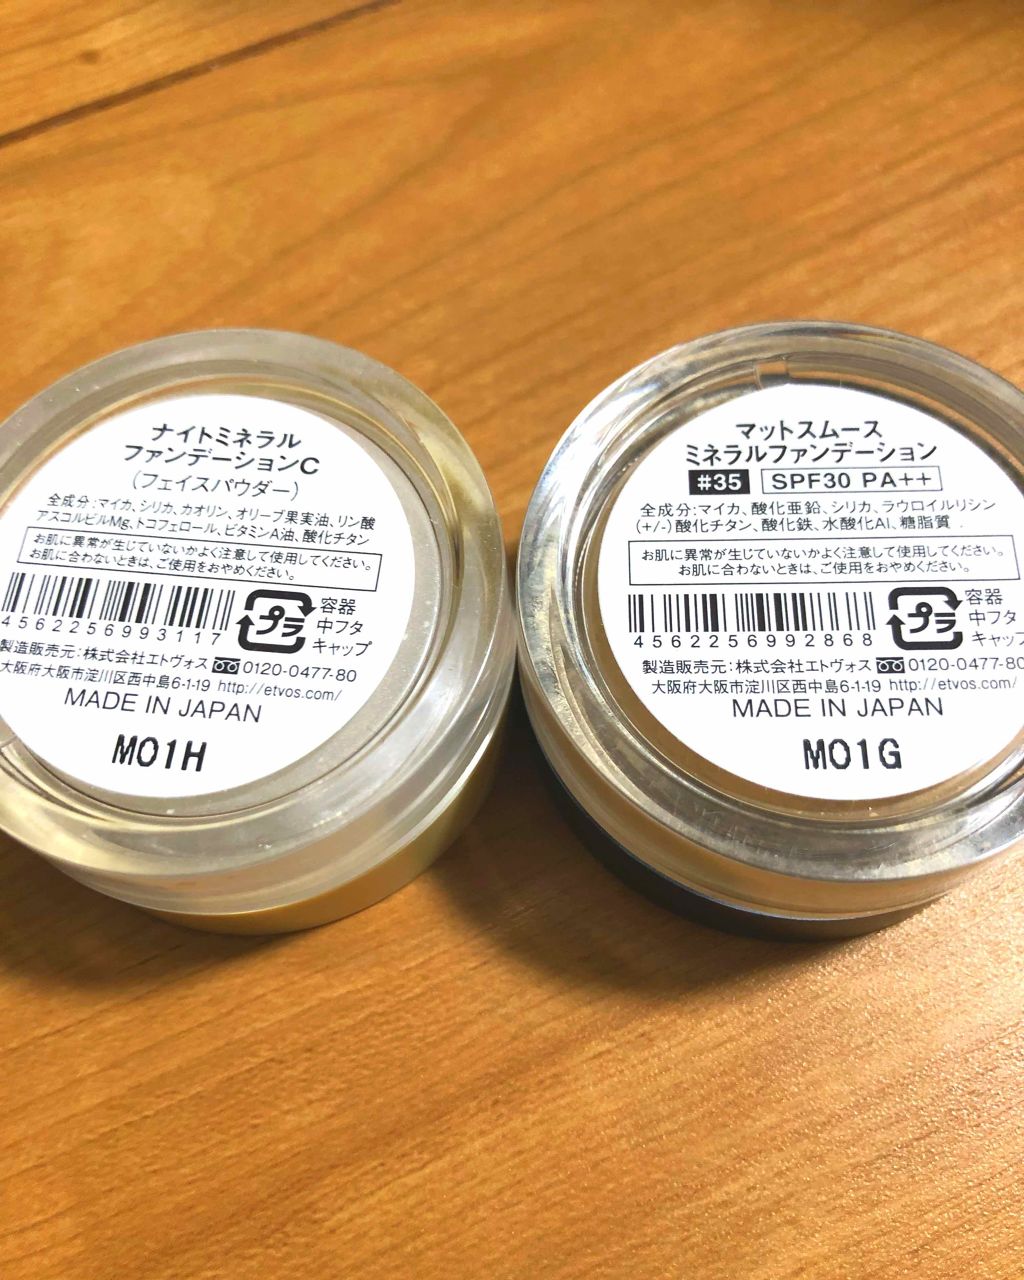 ナイトミネラル
ファンデーションC
(フェイスパウダー)
全成分:マイカ、シリカ、カオリン、オリーブ果実油、リン酸
アスコルビルMg、トコフェロール、ビタミンA油、酸化チタン
お肌に異常が生じていないかよく注意して使用してください。
お肌に合わないときは、ご使用をおやめください。
4562256993117
プラ
容器
中フタ
キャップ
製造販売元:株式会社エトヴォス 0120-0477-80
大阪府大阪市淀川区西中島6-1-19 http://etvos.com/
MADE IN JAPAN
M01H
マットスムース
ミネラルファンデーション
#35 SPF30 PA++
全成分:マイカ、酸化亜鉛、シリカ、ラウロイルリシン
(+/-)酸化チタン、酸化鉄、水酸化Al、糖脂質
お肌に異常が生じていないかよく注意して使用してください。
お肌に合わないときは、ご使用をおやめください。
4562256992868
プラ
容器
中フタ
キャップ
製造販売元:株式会社エトヴォス 0120-0477-80
大阪府大阪市淀川区西中島6-1-19 http://etvos.com/
MADE IN JAPAN
M01G